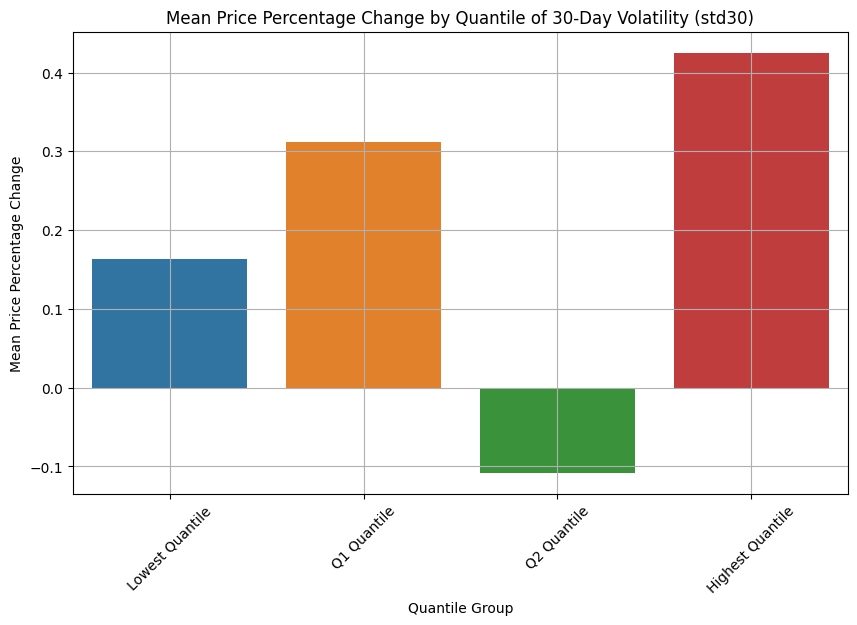 Mean Price Percentage Change by Quantile of 30-Day Volatility (std30)
Mean Price Percentage Change
0.4
0.3
0.2
0.1
0.0
−0.1
Lowest Quantile
Q1 Quantile
Q2 Quantile
Highest Quantile
Quantile Group